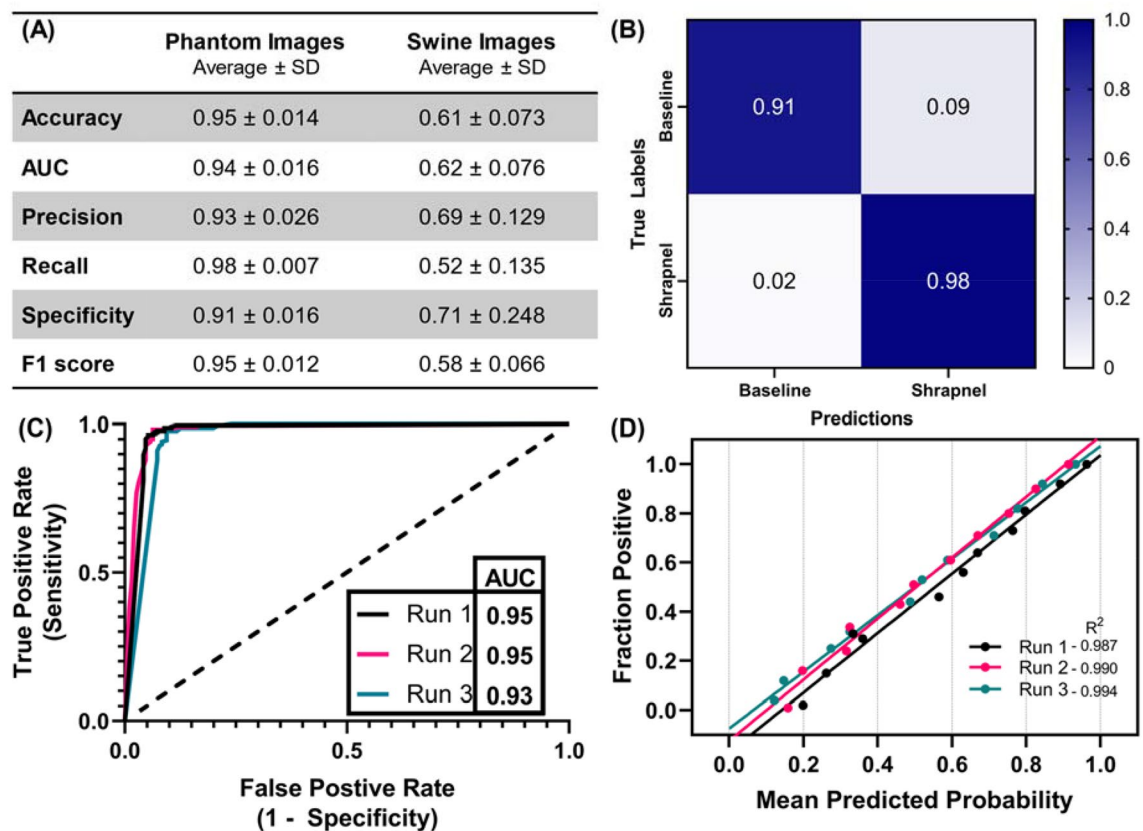 (A)
Phantom Images Swine Images
Average ± SD Average ± SD
Accuracy 0.95 ± 0.014 0.61 ± 0.073
AUC 0.94 ± 0.016 0.62 ± 0.076
Precision 0.93 ± 0.026 0.69 ± 0.129
Recall 0.98 ± 0.007 0.52 ± 0.135
Specificity 0.91 ± 0.016 0.71 ± 0.248
F1 score 0.95 ± 0.012 0.58 ± 0.066
(B)
True Labels
Baseline
Shrapnel
0.91 0.09
0.02 0.98
Baseline Shrapnel
Predictions
1.0
0.8
0.6
0.4
0.2
0
(C)
True Positive Rate
(Sensitivity)
1.0
0.5
0.0
AUC
Run 1 0.95
Run 2 0.95
Run 3 0.93
0.0 0.5 1.0
False Postive Rate
(1 - Specificity)
(D)
Fraction Positive
1.0
0.8
0.6
0.4
0.2
0.0
R2
Run 1 - 0.987
Run 2 - 0.990
Run 3 - 0.994
0.0 0.2 0.4 0.6 0.8 1.0
Mean Predicted Probability